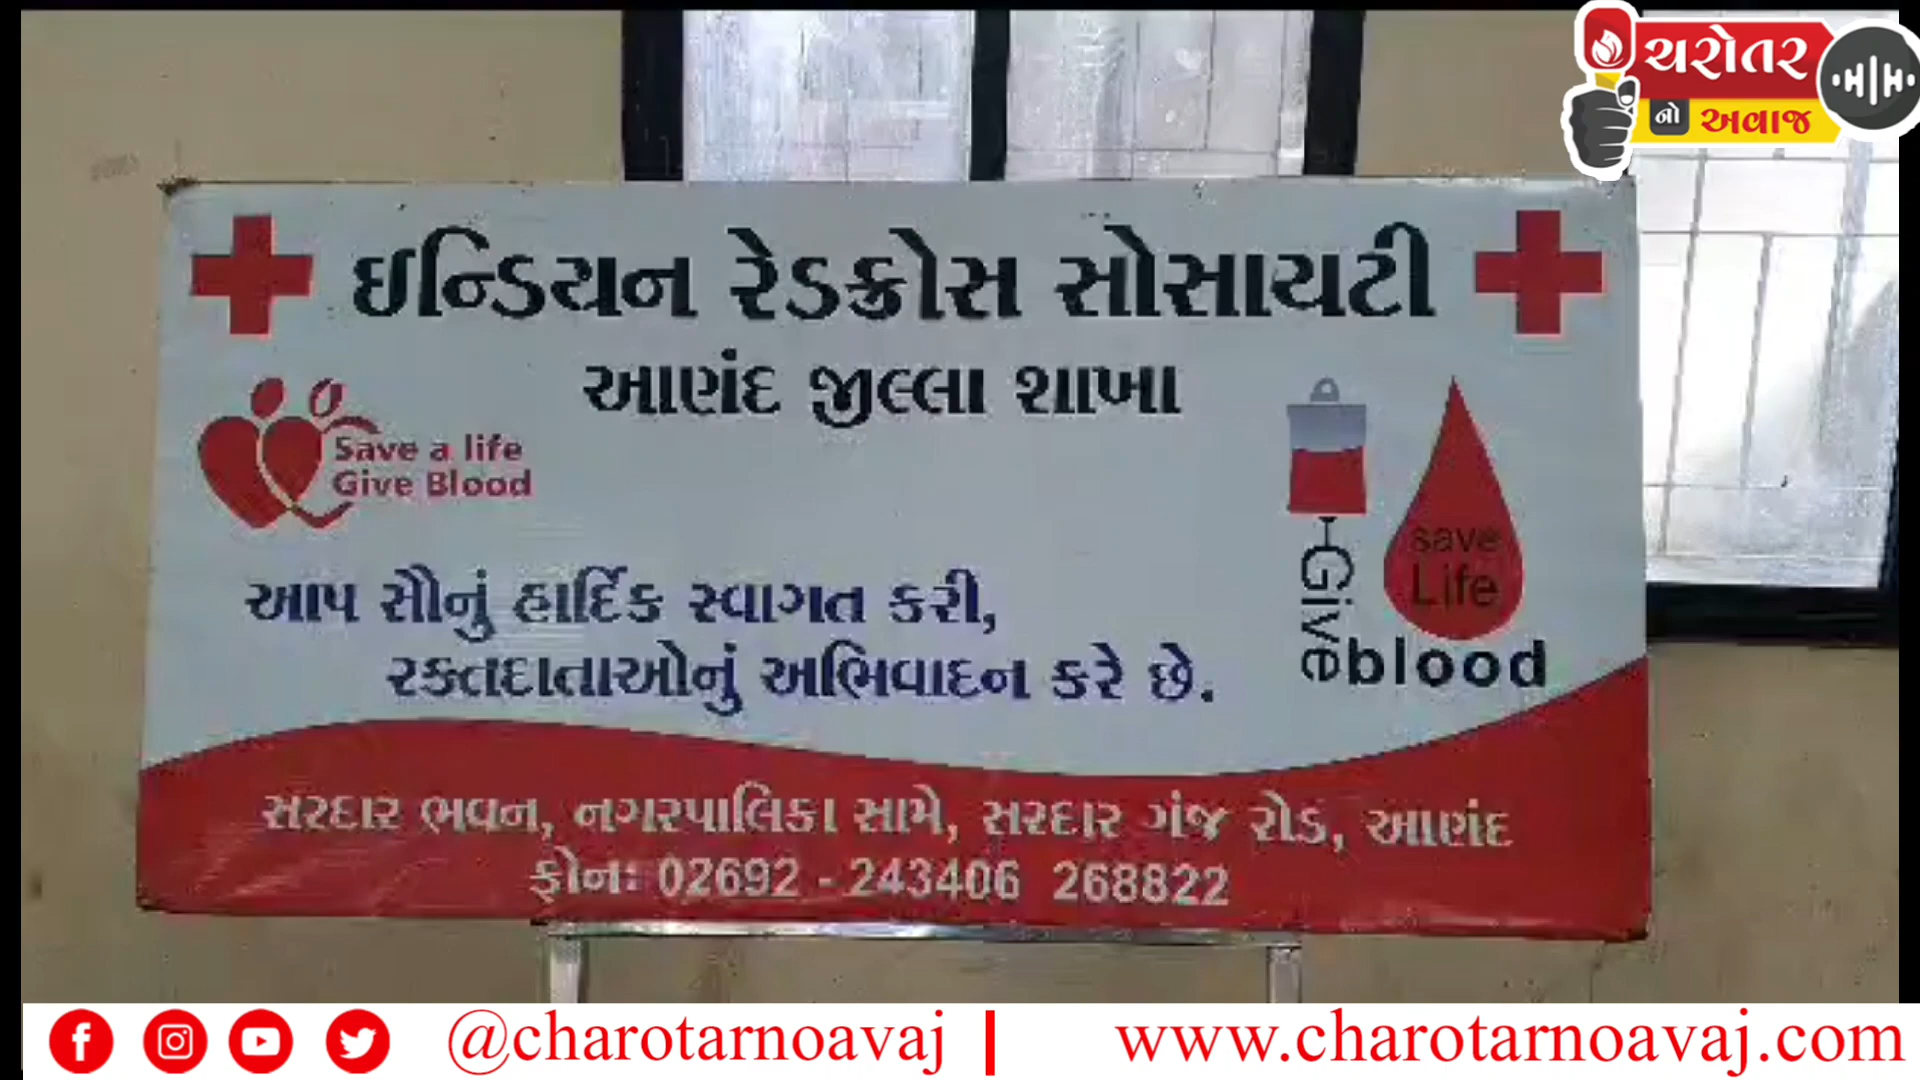 ચરોતર
નો અવાજ
ઇન્ડિયન રેડક્રોસ સોસાયટી
આણંદ જીલ્લા શાખા
Save a life
Give Blood
save
Life
Give
blood
આપ સૌનું હાર્દિક સ્વાગત કરી,
રક્તદાતાઓનું અભિવાદન કરે છે.
સરદાર ભવન, નગરપાલિકા સામે, સરદાર ગંજ રોડ, આણંદ
ફોનઃ 02692 - 243406 268822
@charotarnoavaj | www.charotarnoavaj.com